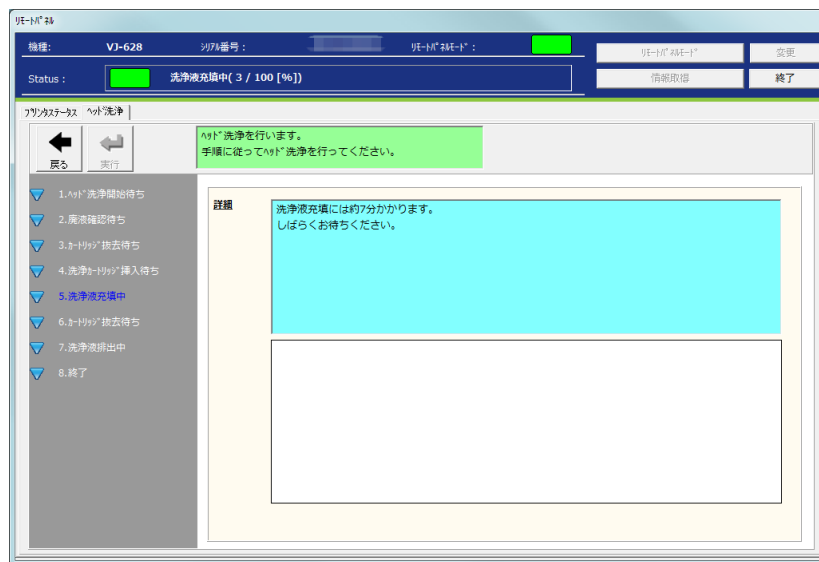 ﾘﾓｰﾄﾊﾟﾈﾙ
機種: VJ-628 ｼﾘｱﾙ番号： ﾘﾓｰﾄﾊﾟﾈﾙﾓｰﾄﾞ： ﾘﾓｰﾄﾊﾟﾈﾙﾓｰﾄﾞ 変更
Status： 洗浄液充填中( 3 / 100 [%]) 情報取得 終了
ﾌﾟﾘﾝﾀｽﾃｰﾀｽ ﾍｯﾄﾞ洗浄
戻る 実行
ﾍｯﾄﾞ洗浄を行います。
手順に従ってﾍｯﾄﾞ洗浄を行ってください。
1.ﾍｯﾄﾞ洗浄開始待ち
2.廃液確認待ち
3.ｶｰﾄﾘｯｼﾞ抜去待ち
4.洗浄ｶｰﾄﾘｯｼﾞ挿入待ち
5.洗浄液充填中
6.ｶｰﾄﾘｯｼﾞ抜去待ち
7.洗浄液排出中
8.終了
詳細
洗浄液充填には約7分かかります。
しばらくお待ちください。